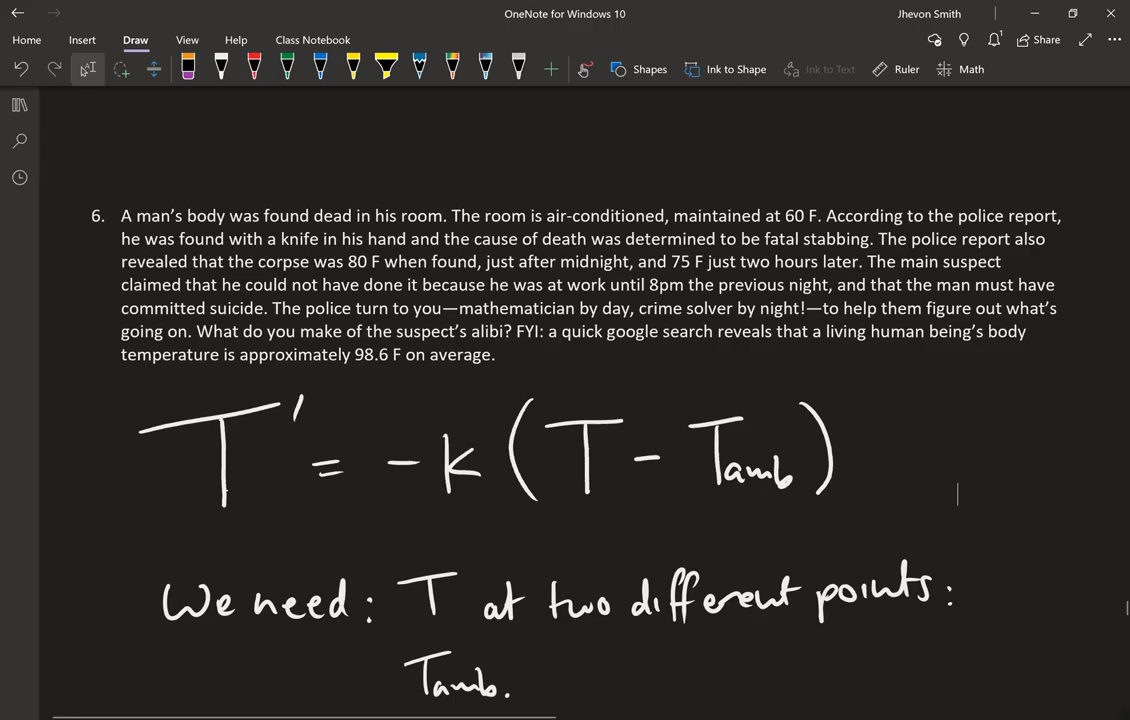 OneNote for Windows 10
Jhevon Smith
Home Insert Draw View Help Class Notebook
Share
Shapes Ink to Shape Ink to Text Ruler Math
6. A man's body was found dead in his room. The room is air-conditioned, maintained at 60 F. According to the police report,
he was found with a knife in his hand and the cause of death was determined to be fatal stabbing. The police report also
revealed that the corpse was 80 F when found, just after midnight, and 75 F just two hours later. The main suspect
claimed that he could not have done it because he was at work until 8pm the previous night, and that the man must have
committed suicide. The police turn to you—mathematician by day, crime solver by night!—to help them figure out what's
going on. What do you make of the suspect's alibi? FYI: a quick google search reveals that a living human being's body
temperature is approximately 98.6 F on average.
T' = -k (T - Tamb)
We need: T at two different points:
Tamb.